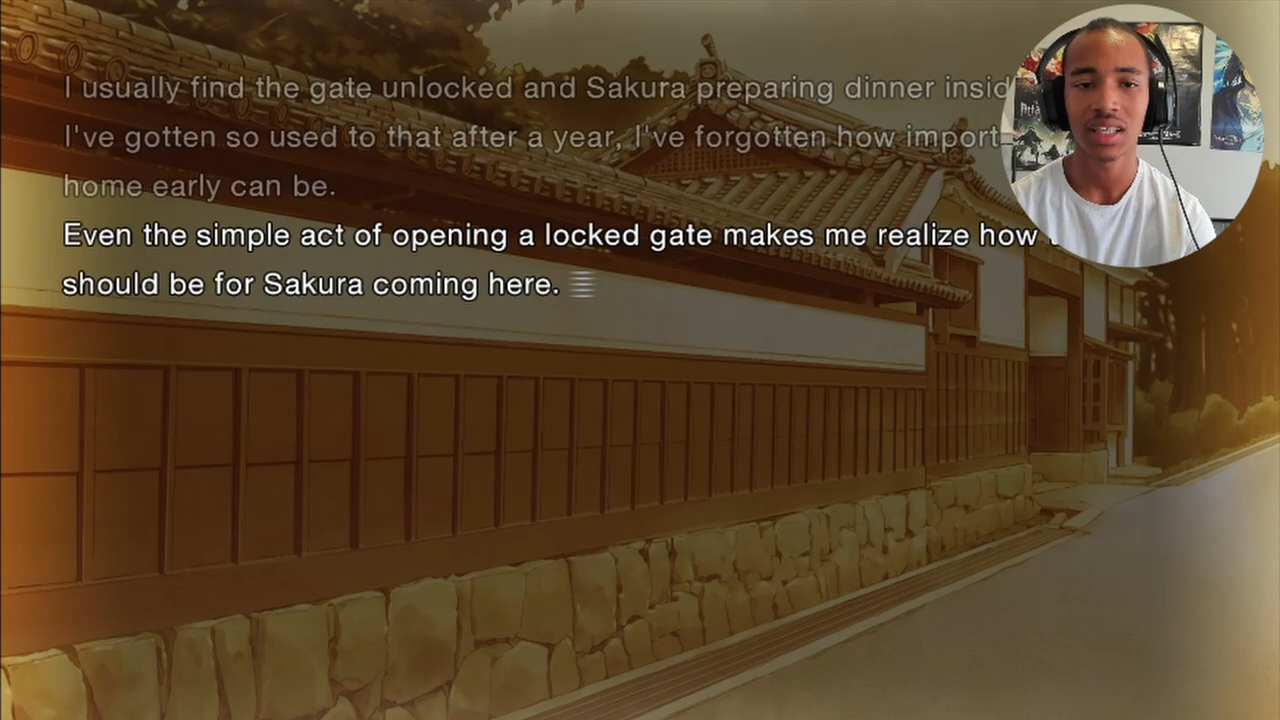 I usually find the gate unlocked and Sakura preparing dinner
I've gotten so used to that after a year, I've forgotten how
home early can be.
Even the simple act of opening a locked gate makes me realize how
should be for Sakura coming here.